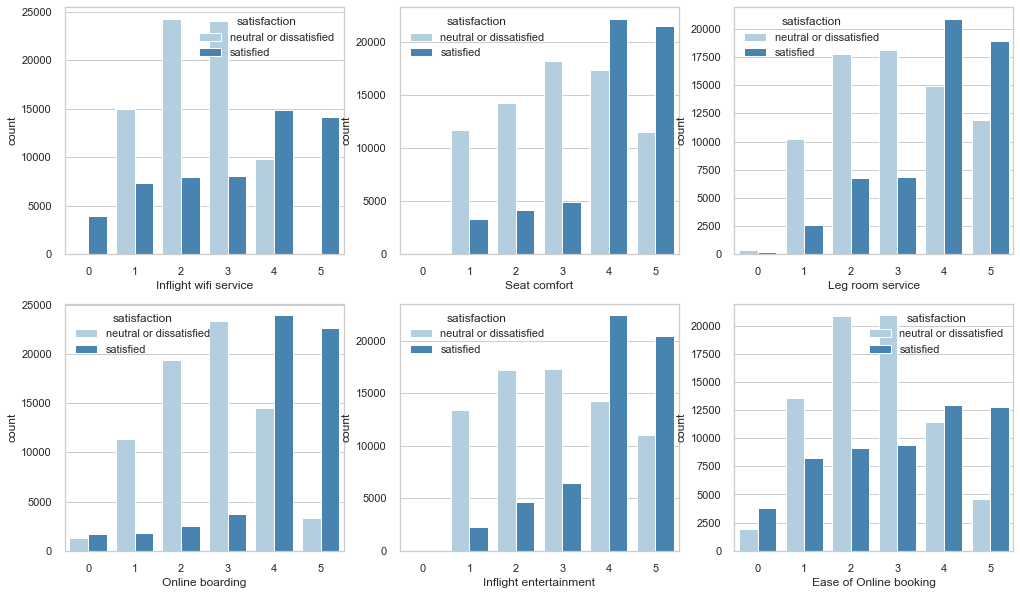 satisfaction
neutral or dissatisfied
satisfied
25000
20000
15000
10000
5000
0
count
0 1 2 3 4 5
Inflight wifi service
satisfaction
neutral or dissatisfied
satisfied
20000
15000
10000
5000
0
count
0 1 2 3 4 5
Seat comfort
satisfaction
neutral or dissatisfied
satisfied
20000
17500
15000
12500
10000
7500
5000
2500
0
count
0 1 2 3 4 5
Leg room service
satisfaction
neutral or dissatisfied
satisfied
25000
20000
15000
10000
5000
0
count
0 1 2 3 4 5
Online boarding
satisfaction
neutral or dissatisfied
satisfied
20000
15000
10000
5000
0
count
0 1 2 3 4 5
Inflight entertainment
satisfaction
neutral or dissatisfied
satisfied
20000
17500
15000
12500
10000
7500
5000
2500
0
count
0 1 2 3 4 5
Ease of Online booking